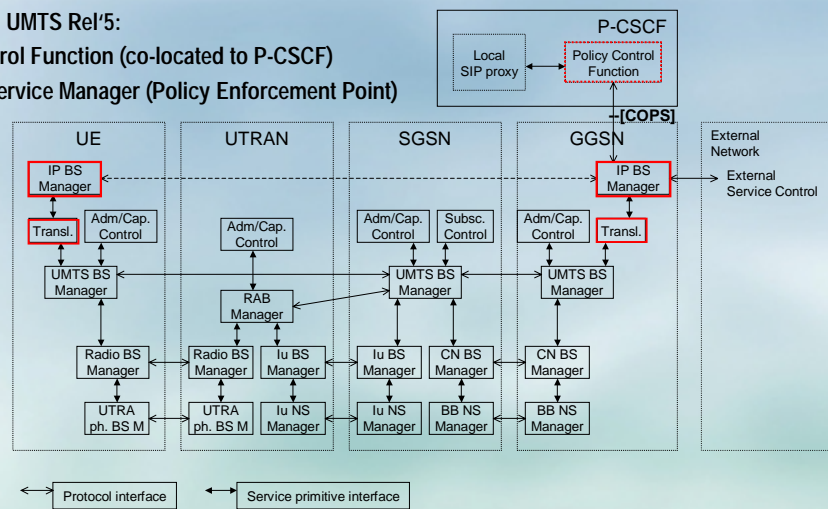 UMTS Rel'5:
rol Function (co-located to P-CSCF)
ervice Manager (Policy Enforcement Point)
P-CSCF
Local
SIP proxy
Policy Control
Function
--[COPS]
UE
UTRAN
SGSN
GGSN
External
Network
IP BS
Manager
IP BS
Manager
External
Service Control
Transl.
Adm/Cap.
Control
Adm/Cap.
Control
Adm/Cap.
Control
Subsc.
Control
Adm/Cap.
Control
Transl.
UMTS BS
Manager
UMTS BS
Manager
UMTS BS
Manager
RAB
Manager
Radio BS
Manager
Radio BS
Manager
Iu BS
Manager
Iu BS
Manager
CN BS
Manager
CN BS
Manager
UTRA
ph. BS M
UTRA
ph. BS M
Iu NS
Manager
Iu NS
Manager
BB NS
Manager
BB NS
Manager
Protocol interface
Service primitive interface